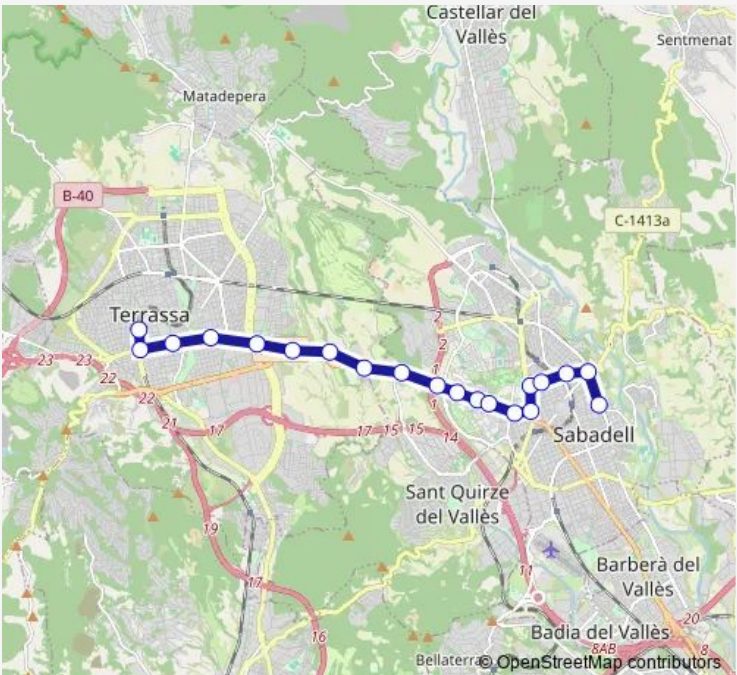 Castellar del
Vallès
Sentmenat
Matadepera
B-40
C-1413a
Terrassa
2
2
1
1
23
23
22
22
21
17
17
15
15
14
Sabadell
Sant Quirze
del Vallès
19
11
Barberà del
Vallès
17
20
16
Badia del Vallès
8AB
8
Bellaterra
© OpenStreetMap contributors